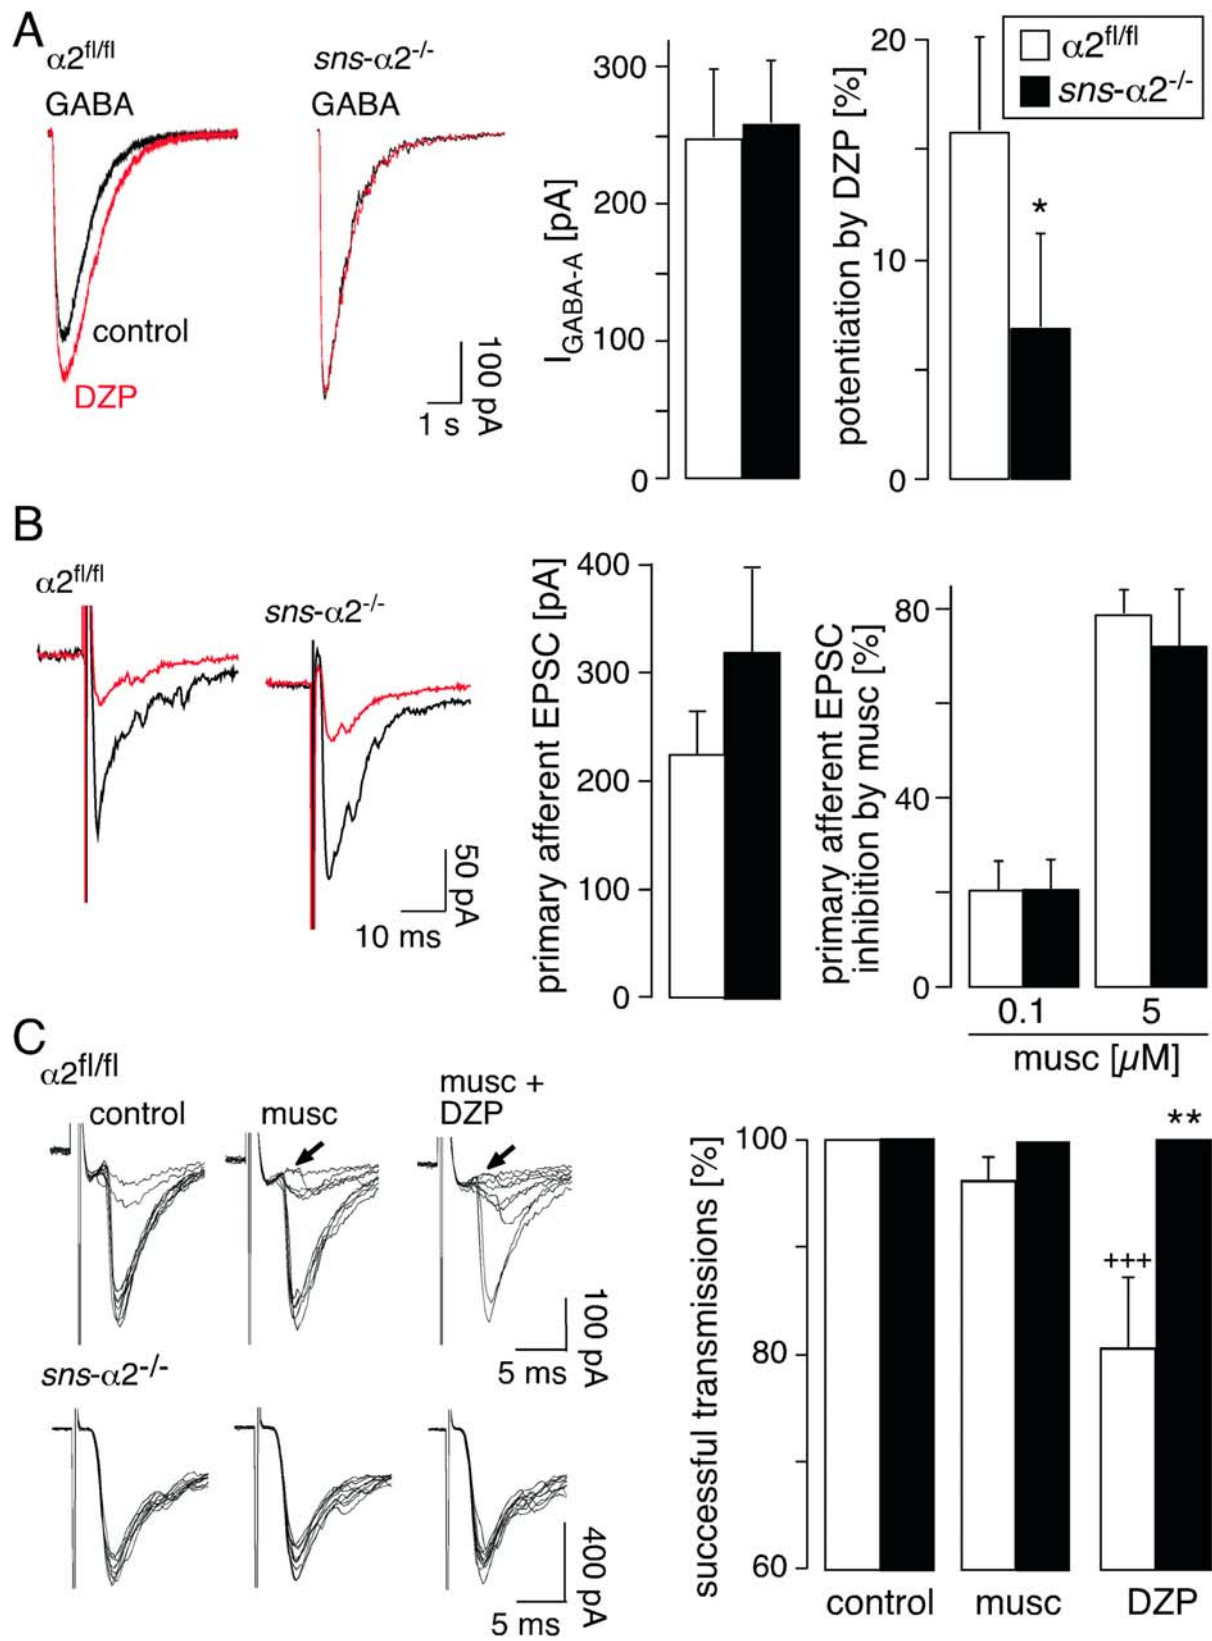 A
α2fl/fl
GABA
control
DZP
sns-α2-/-
GABA
100 pA
1 s
IGABA-A [pA]
300
200
100
0
potentiation by DZP [%]
20
10
0
*
α2fl/fl
sns-α2-/-
B
α2fl/fl
sns-α2-/-
50 pA
10 ms
primary afferent EPSC [pA]
400
300
200
100
0
primary afferent EPSC
inhibition by musc [%]
80
40
0
0.1 5
musc [µM]
C
α2fl/fl
control
musc
musc +
DZP
100 pA
5 ms
sns-α2-/-
400 pA
5 ms
successful transmissions [%]
100
80
60
+++
**
control musc DZP